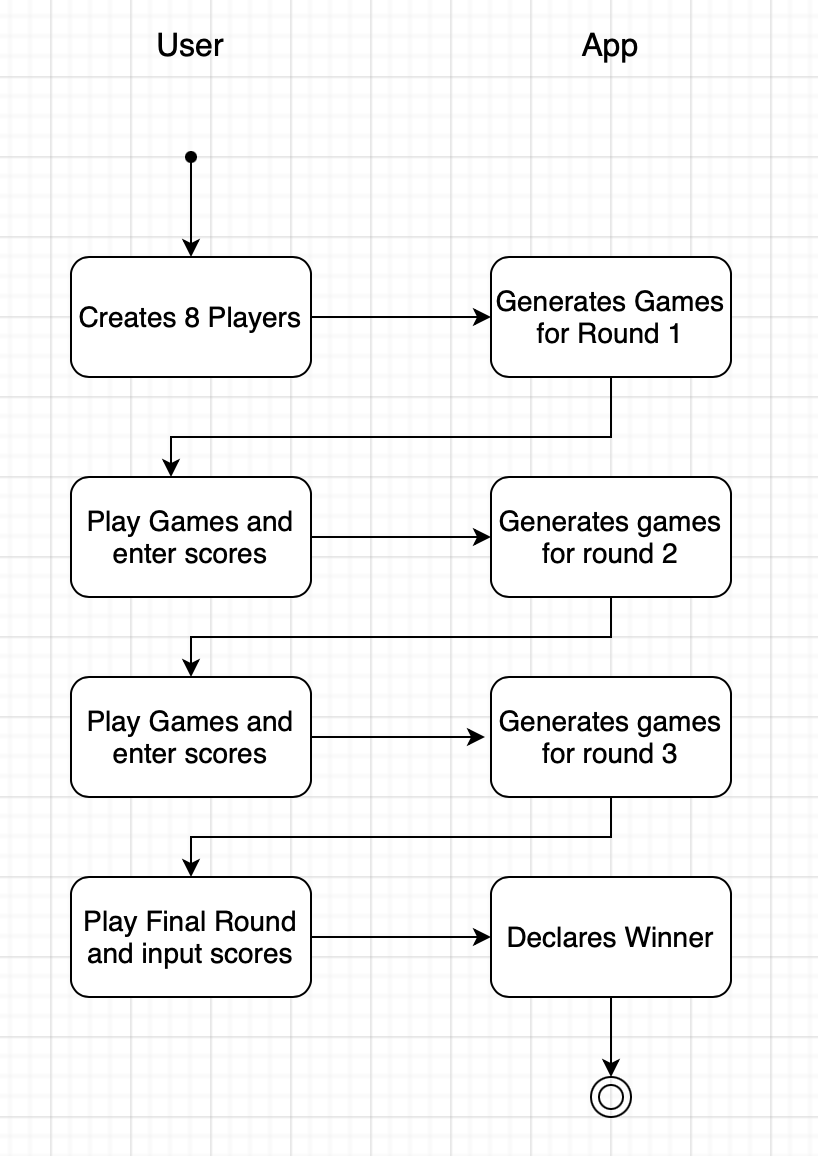 User
App
Creates 8 Players
Generates Games
for Round 1
Play Games and
enter scores
Generates games
for round 2
Play Games and
enter scores
Generates games
for round 3
Play Final Round
and input scores
Declares Winner